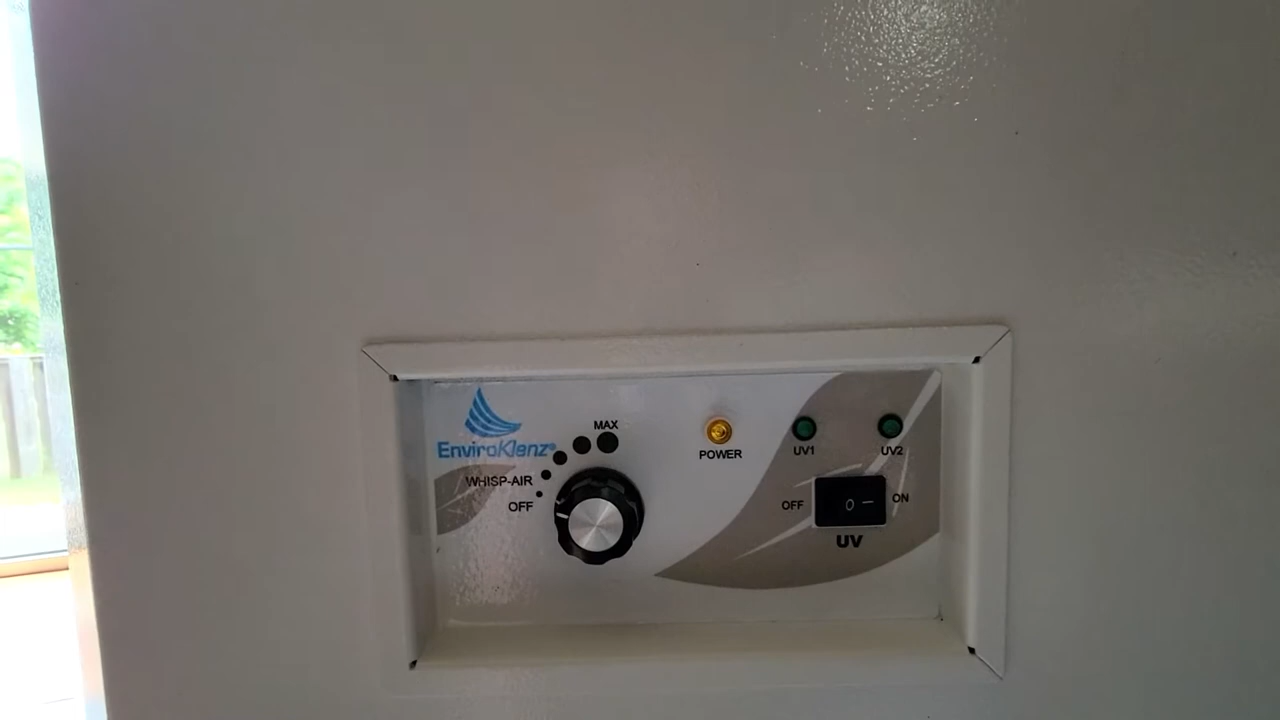 EnviroKlenz®
MAX
WHISP-AIR
OFF
POWER
UV1
UV2
OFF
ON
UV